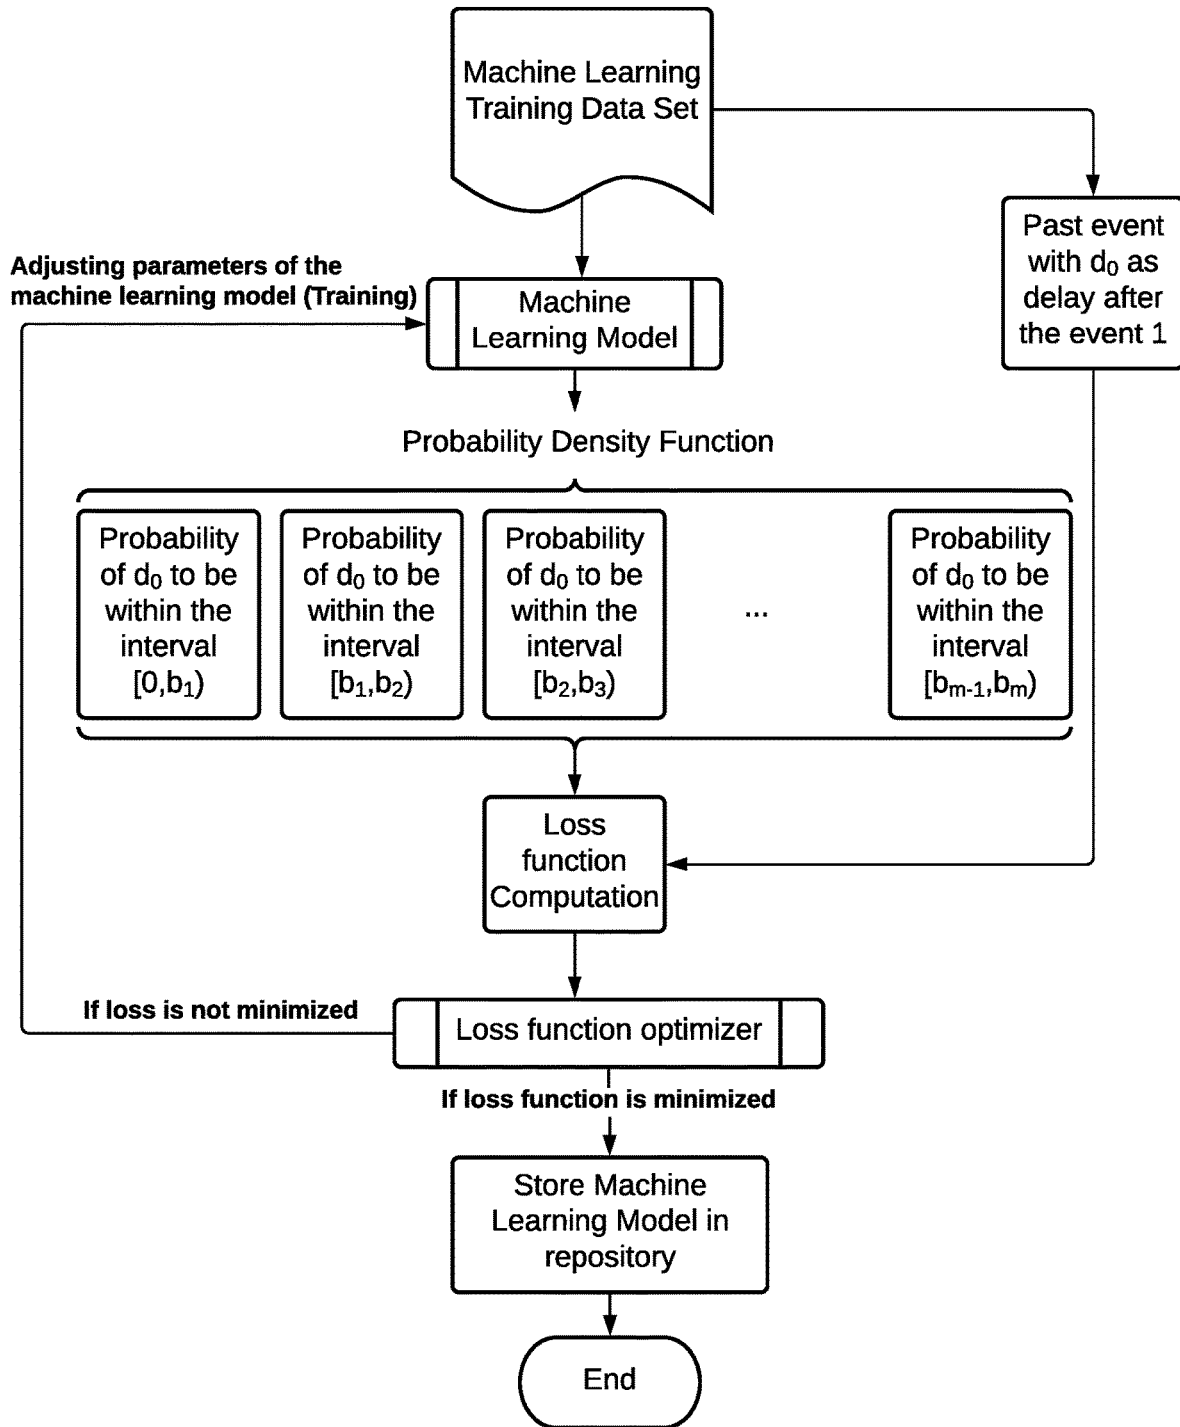 Machine Learning
Training Data Set
Past event
with d₀ as
delay after
the event 1
Adjusting parameters of the
machine learning model (Training)
Machine
Learning Model
Probability Density Function
Probability
of d₀ to be
within the
interval
[0,b₁)
Probability
of d₀ to be
within the
interval
[b₁,b₂)
Probability
of d₀ to be
within the
interval
[b₂,b₃)
...
Probability
of d₀ to be
within the
interval
[bₘ₋₁,bₘ)
Loss
function
Computation
If loss is not minimized
Loss function optimizer
If loss function is minimized
Store Machine
Learning Model in
repository
End